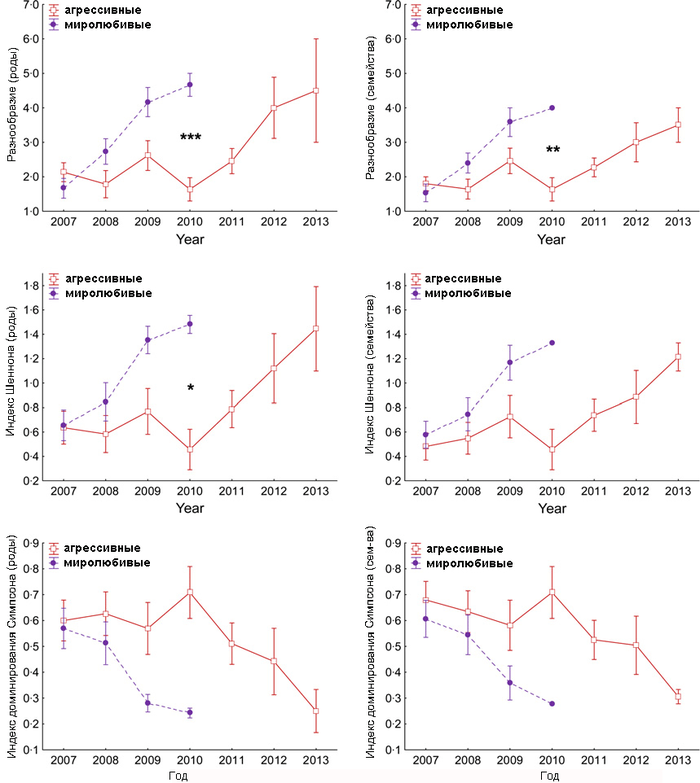 Разнообразие (роды)
агрессивные
миролюбивые
7·0
6·0
5·0
4·0
3·0
2·0
1·0
***
2007 2008 2009 2010 2011 2012 2013
Year
Разнообразие (семейства)
агрессивные
миролюбивые
7·0
6·0
5·0
4·0
3·0
2·0
1·0
**
2007 2008 2009 2010 2011 2012 2013
Year
Индекс Шеннона (роды)
агрессивные
миролюбивые
1·8
1·6
1·4
1·2
1·0
0·8
0·6
0·4
0·2
*
2007 2008 2009 2010 2011 2012 2013
Year
Индекс Шеннона (семейства)
агрессивные
миролюбивые
1·8
1·6
1·4
1·2
1·0
0·8
0·6
0·4
0·2
2007 2008 2009 2010 2011 2012 2013
Year
Индекс доминирования Симпсона (роды)
агрессивные
миролюбивые
0·9
0·8
0·7
0·6
0·5
0·4
0·3
0·2
0·1
2007 2008 2009 2010 2011 2012 2013
Год
Индекс доминирования Симпсона (сем-ва)
агрессивные
миролюбивые
0·9
0·8
0·7
0·6
0·5
0·4
0·3
0·2
0·1
2007 2008 2009 2010 2011 2012 2013
Год